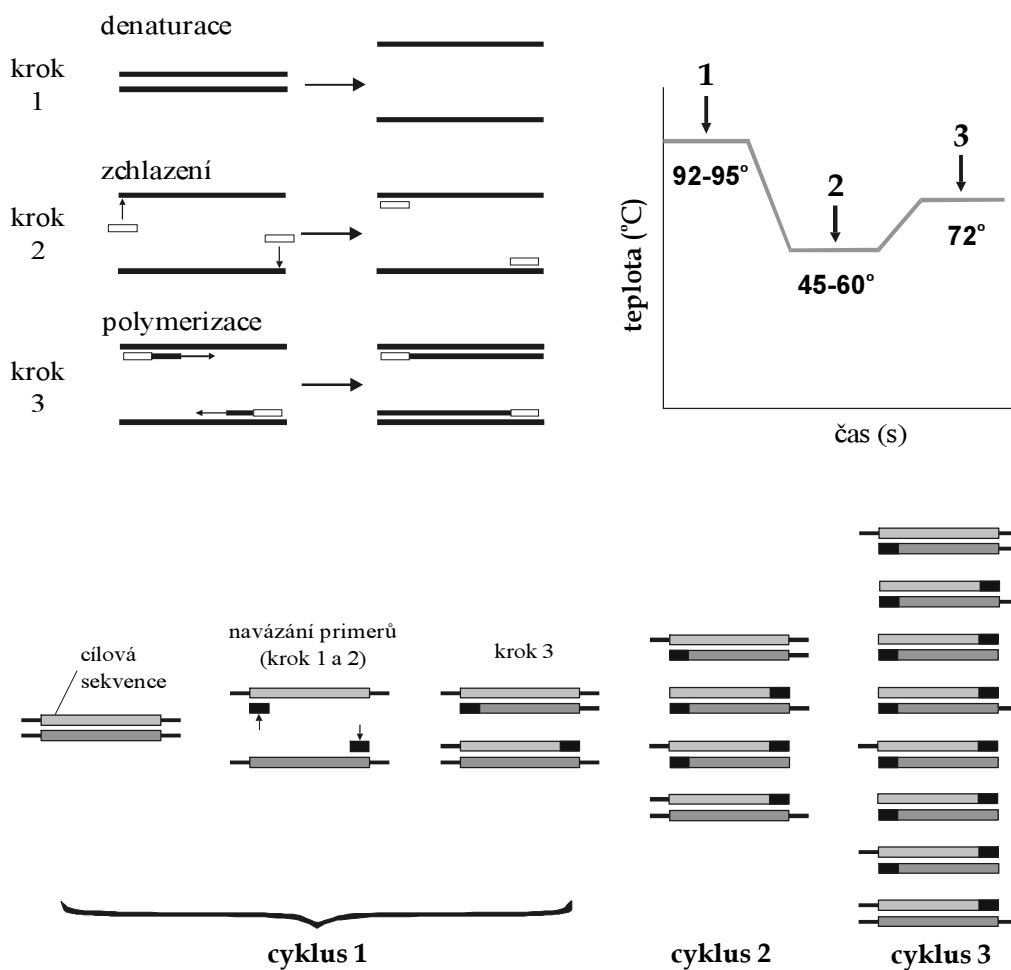 denaturace
krok
1
zchlazení
krok
2
polymerizace
krok
3
1
3
92-95°
2
72°
45-60°
teplota (°C)
čas (s)
cílová
sekvence
navázání primerů
(krok 1 a 2)
krok 3
cyklus 1
cyklus 2
cyklus 3